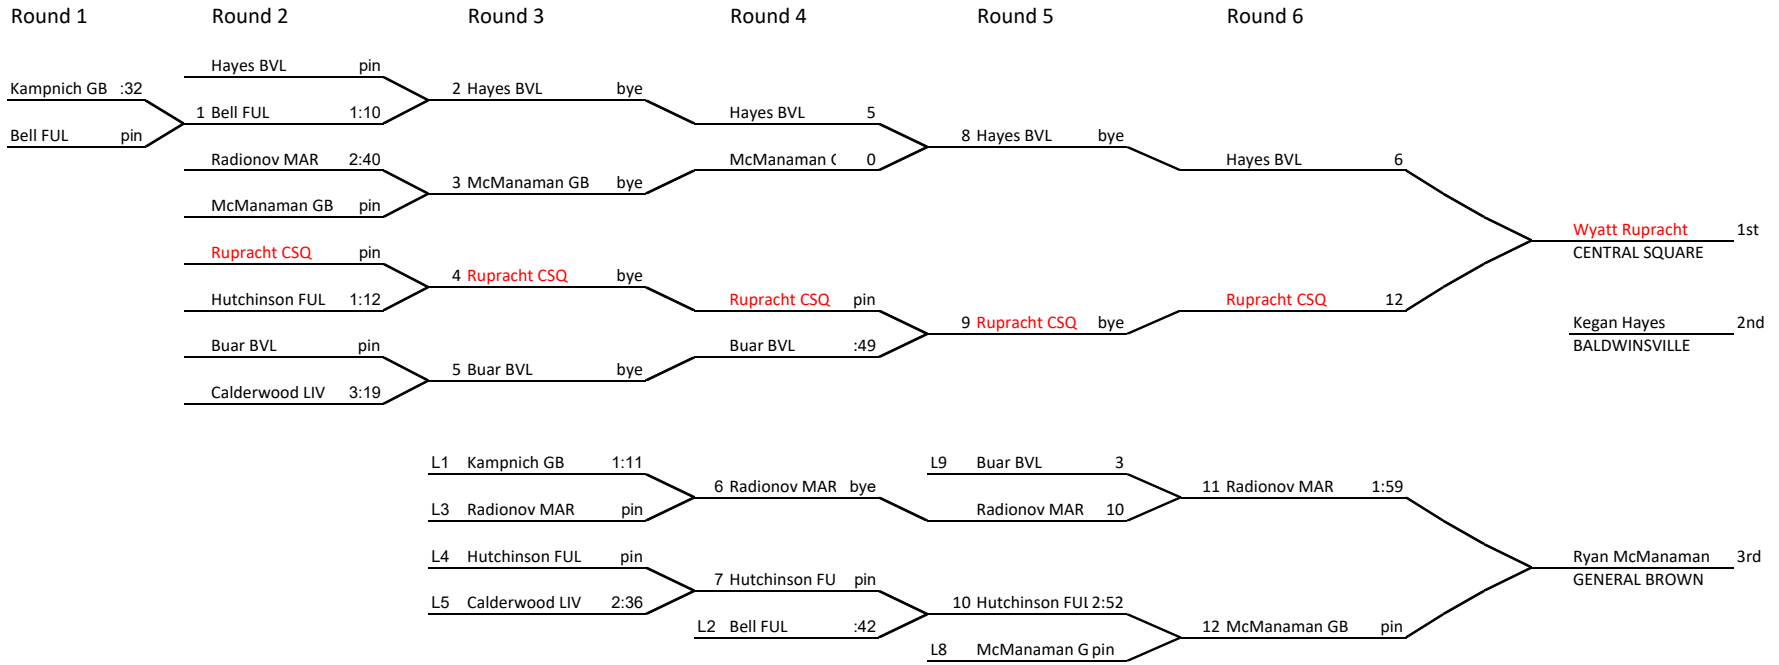 Round 1 Round 2 Round 3 Round 4 Round 5 Round 6
Hayes BVL pin
Kampnich GB :32 2 Hayes BVL bye
1 Bell FUL 1:10 Hayes BVL 5
Bell FUL pin 8 Hayes BVL bye
Radionov MAR 2:40 McManaman ( 0 Hayes BVL 6
3 McManaman GB bye
McManaman GB pin
Wyatt Rupracht 1st
Rupracht CSQ pin CENTRAL SQUARE
4 Rupracht CSQ bye
Hutchinson FUL 1:12 Rupracht CSQ pin Rupracht CSQ 12
9 Rupracht CSQ bye Kegan Hayes 2nd
Buar BVL pin Buar BVL :49 BALDWINSVILLE
5 Buar BVL bye
Calderwood LIV 3:19
L1 Kampnich GB 1:11 L9 Buar BVL 3
6 Radionov MAR bye 11 Radionov MAR 1:59
L3 Radionov MAR pin Radionov MAR 10
L4 Hutchinson FUL pin Ryan McManaman 3rd
7 Hutchinson FU pin GENERAL BROWN
L5 Calderwood LIV 2:36 10 Hutchinson FUL 2:52
L2 Bell FUL :42 12 McManaman GB pin
L8 McManaman G pin